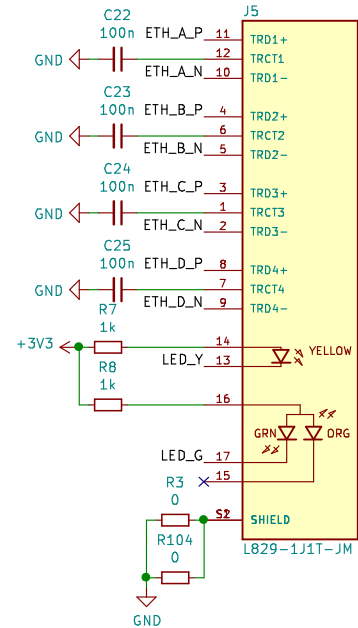 J5
C22
100n
ETH_A_P
11
TRD1+
GND
12
TRCT1
ETH_A_N
10
TRD1-
C23
100n
ETH_B_P
4
TRD2+
GND
6
TRCT2
ETH_B_N
5
TRD2-
C24
100n
ETH_C_P
3
TRD3+
GND
1
TRCT3
ETH_C_N
2
TRD3-
C25
100n
ETH_D_P
8
TRD4+
GND
7
TRCT4
ETH_D_N
9
TRD4-
R7
1k
+3V3
14
YELLOW
LED_Y
13
R8
1k
16
GRN
ORG
LED_G
17
15
R3
0
SHIELD
R104
0
L829-1J1T-JM
GND